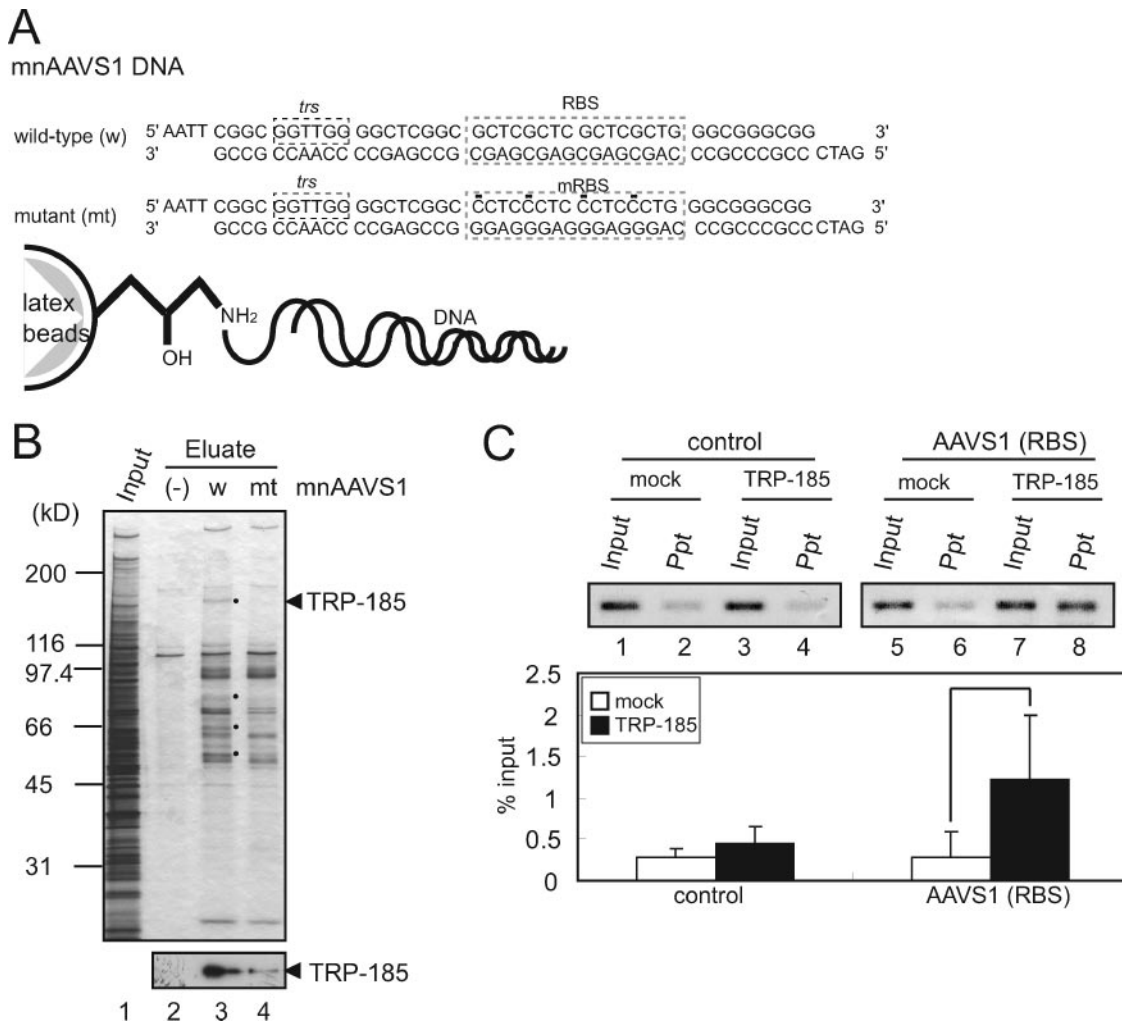 A
mnAAVS1 DNA
trs RBS
wild-type (w) 5' AATT CGGC GGTTGG GGCTCGGC GCTCGCTC GCTCGCTG GGCGGGCGG 3'
3' GCCG CCAACC CCGAGCCG CGAGCGAGCGAGCGAC CCGCCCGCC CTAG 5'
trs mRBS
mutant (mt) 5' AATT CGGC GGTTGG GGCTCGGC CCTCCCTC CCTCCCTG GGCGGGCGG 3'
3' GCCG CCAACC CCGAGCCG GGAGGGAGGGAGGGAC CCGCCCGCC CTAG 5'
latex
beads
NH2
OH
DNA
B
Eluate
Input (-) w mt mnAAVS1
(kD)
200
TRP-185
116
97.4
66
45
31
TRP-185
1 2 3 4
C
control AAVS1 (RBS)
mock TRP-185 mock TRP-185
Input Ppt Input Ppt Input Ppt Input Ppt
1 2 3 4 5 6 7 8
2.5
mock
2
TRP-185
1.5
% input
1
0.5
0
control AAVS1 (RBS)